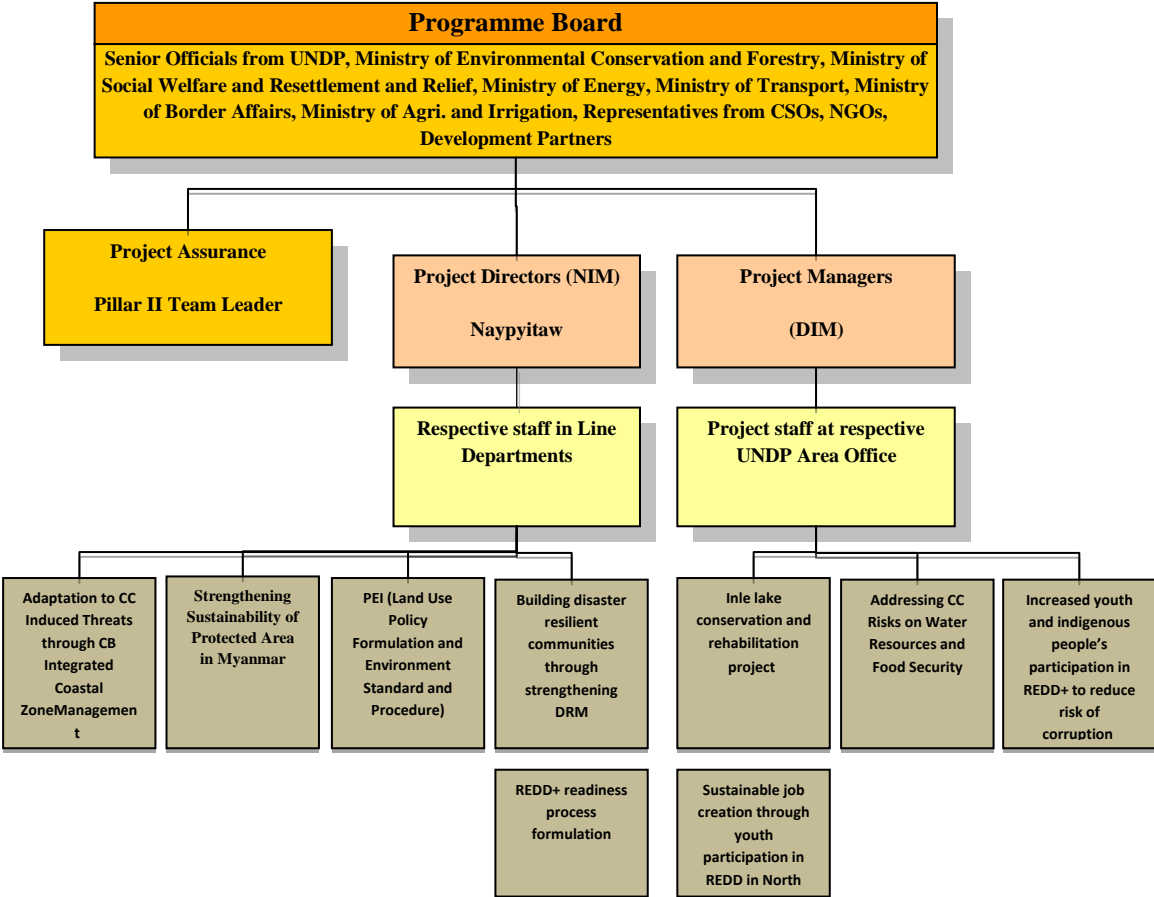 Programme Board
Senior Officials from UNDP, Ministry of Environmental Conservation and Forestry, Ministry of
Social Welfare and Resettlement and Relief, Ministry of Energy, Ministry of Transport, Ministry
of Border Affairs, Ministry of Agri. and Irrigation, Representatives from CSOs, NGOs,
Development Partners
Project Assurance
Pillar II Team Leader
Project Directors (NIM)
Naypyitaw
Project Managers
(DIM)
Respective staff in Line
Departments
Project staff at respective
UNDP Area Office
Adaptation to CC
Induced Threats
through CB
Integrated
Coastal
ZoneManagemen
t
Strengthening
Sustainability of
Protected Area
in Myanmar
PEI (Land Use
Policy
Formulation and
Environment
Standard and
Procedure)
Building disaster
resilient
communities
through
strengthening
DRM
Inle lake
conservation and
rehabilitation
project
Addressing CC
Risks on Water
Resources and
Food Security
Increased youth
and indigenous
people’s
participation in
REDD+ to reduce
risk of
corruption
REDD+ readiness
process
formulation
Sustainable job
creation through
youth
participation in
REDD in North